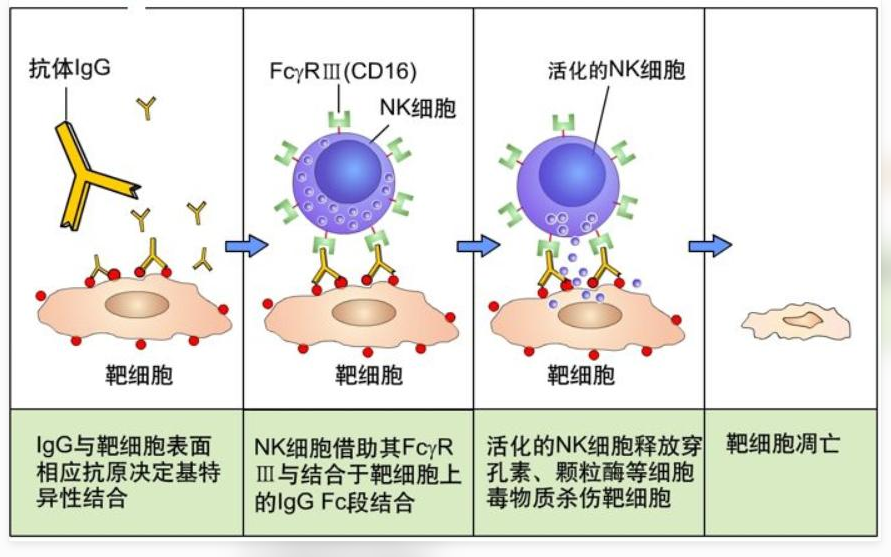 抗体IgG
靶细胞
FcγRⅢ(CD16)
NK细胞
靶细胞
活化的NK细胞
靶细胞
IgG与靶细胞表面
相应抗原决定基特
异性结合
NK细胞借助其FcγR
Ⅲ与结合于靶细胞上
的IgG Fc段结合
活化的NK细胞释放穿
孔素、颗粒酶等细胞
毒物质杀伤靶细胞
靶细胞凋亡